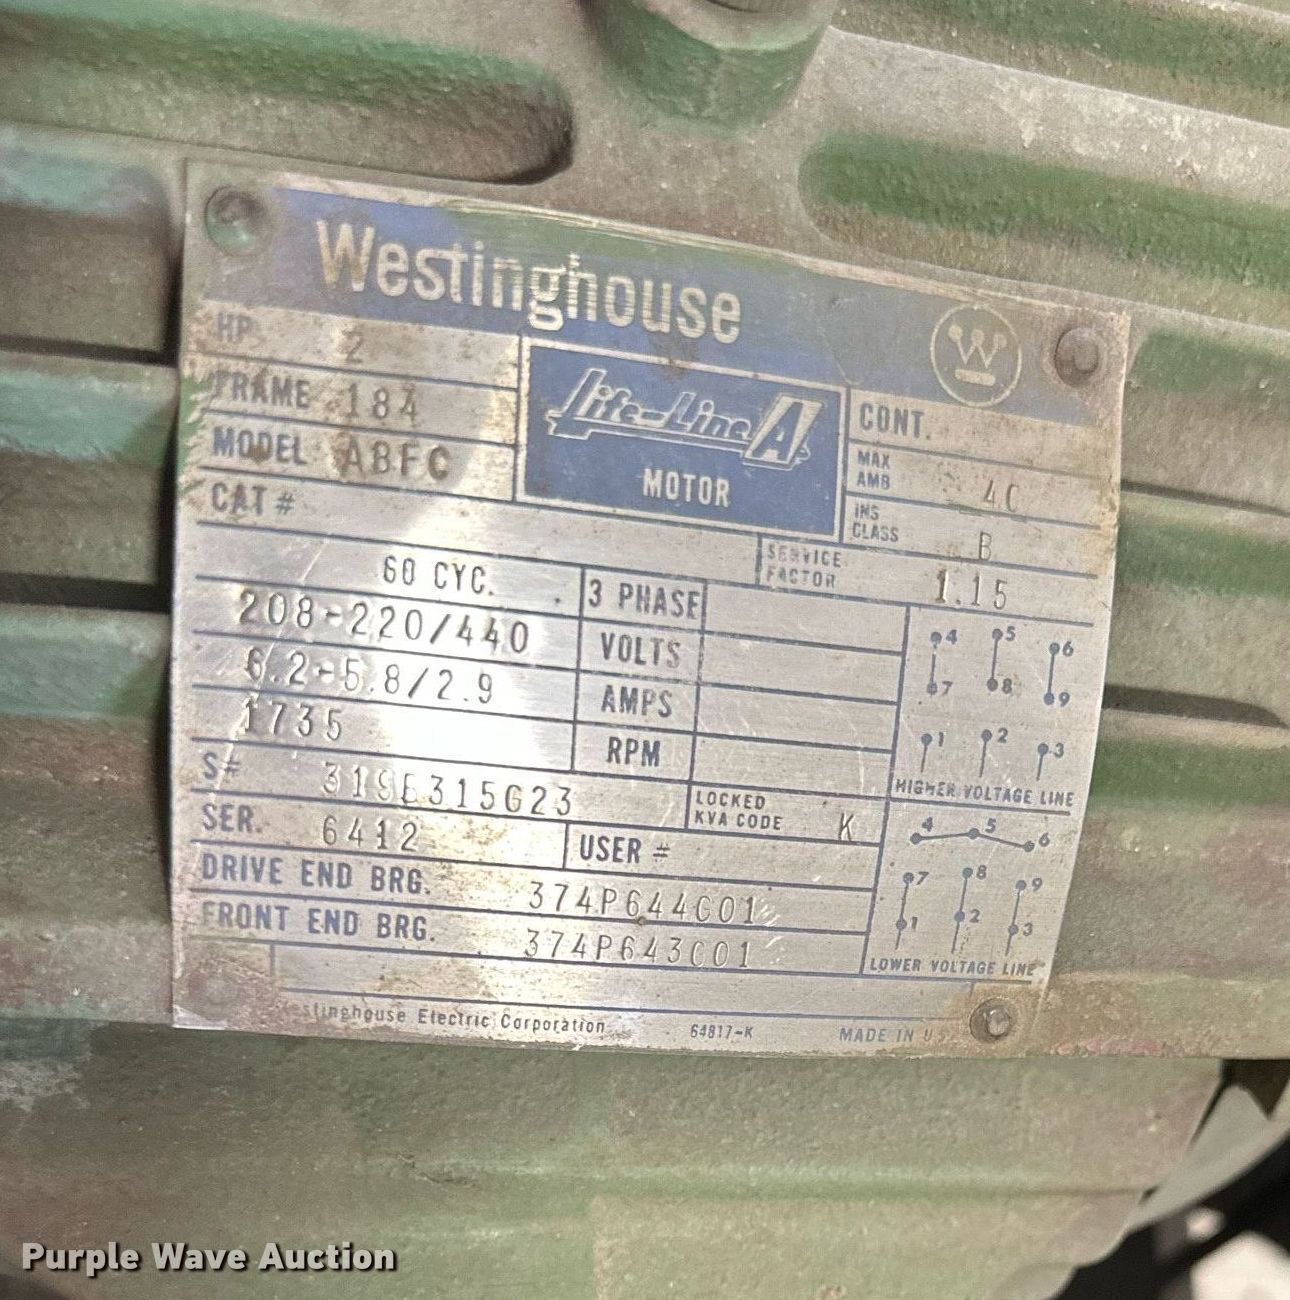 Westinghouse
W
HP 2
FRAME 184
MODEL ABFC
CAT #
Life-Line A
MOTOR
CONT.
MAX AMB 40
INS CLASS B
SERVICE FACTOR 1.15
60 CYC. 3 PHASE
208-220/440 VOLTS
6.2-5.8/2.9 AMPS
1735 RPM
S# 315G23
LOCKED KVA CODE K
SER. 6412
USER #
DRIVE END BRG. 374P644C01
FRONT END BRG. 374P643C01
4 5 6
7 8 9
1 2 3
HIGHER VOLTAGE LINE
4 5 6
7 8 9
1 2 3
LOWER VOLTAGE LINE
Electric Corporation 64817-K MADE IN U.S.
Purple Wave Auction